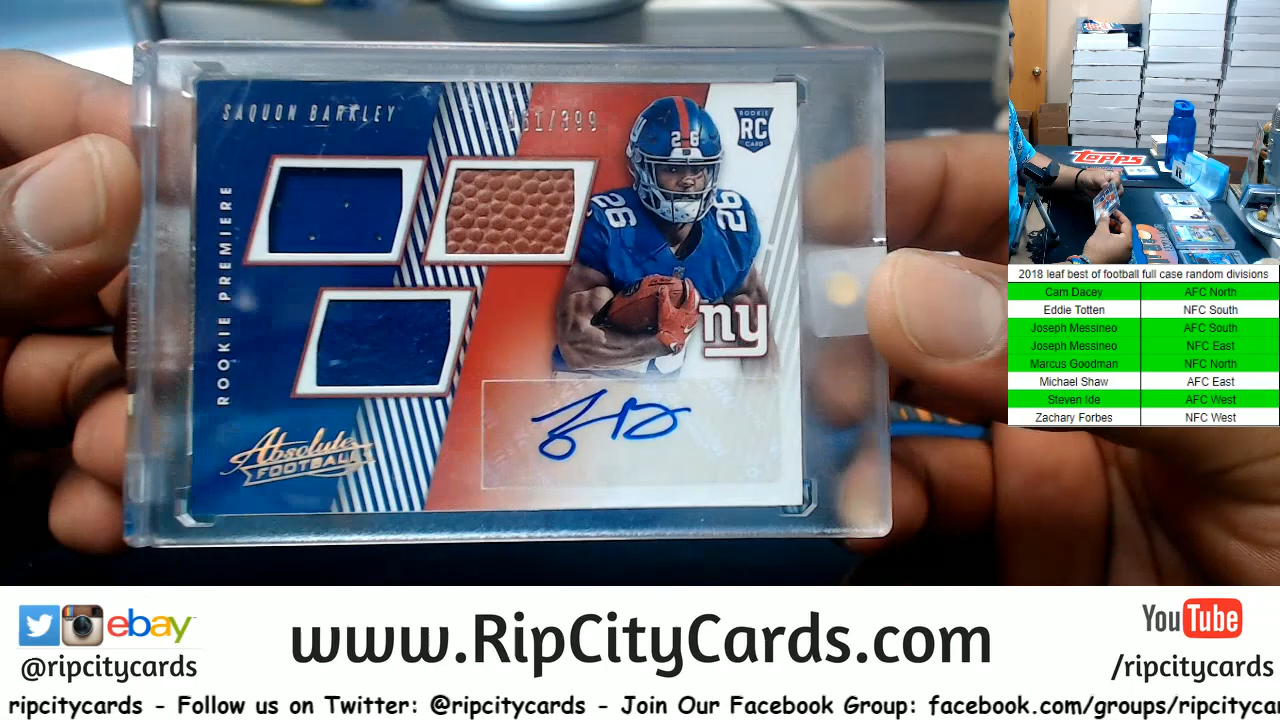 SAQUON BARKLEY
ROOKIE RC CARD
26
26
26
ROOKIE PREMIERE
ny
Absolute
FOOTBALL
TOPPS
2018 leaf best of football full case random divisions
Cam Dacey AFC North
Eddie Totten NFC South
Joseph Messineo AFC South
Joseph Messineo NFC East
Marcus Goodman NFC North
Michael Shaw AFC East
Steven Ide AFC West
Zachary Forbes NFC West
ebay
@ripcitycards
www.RipCityCards.com
YouTube
/ripcitycards
ripcitycards - Follow us on Twitter: @ripcitycards - Join Our Facebook Group: facebook.com/groups/ripcitycar